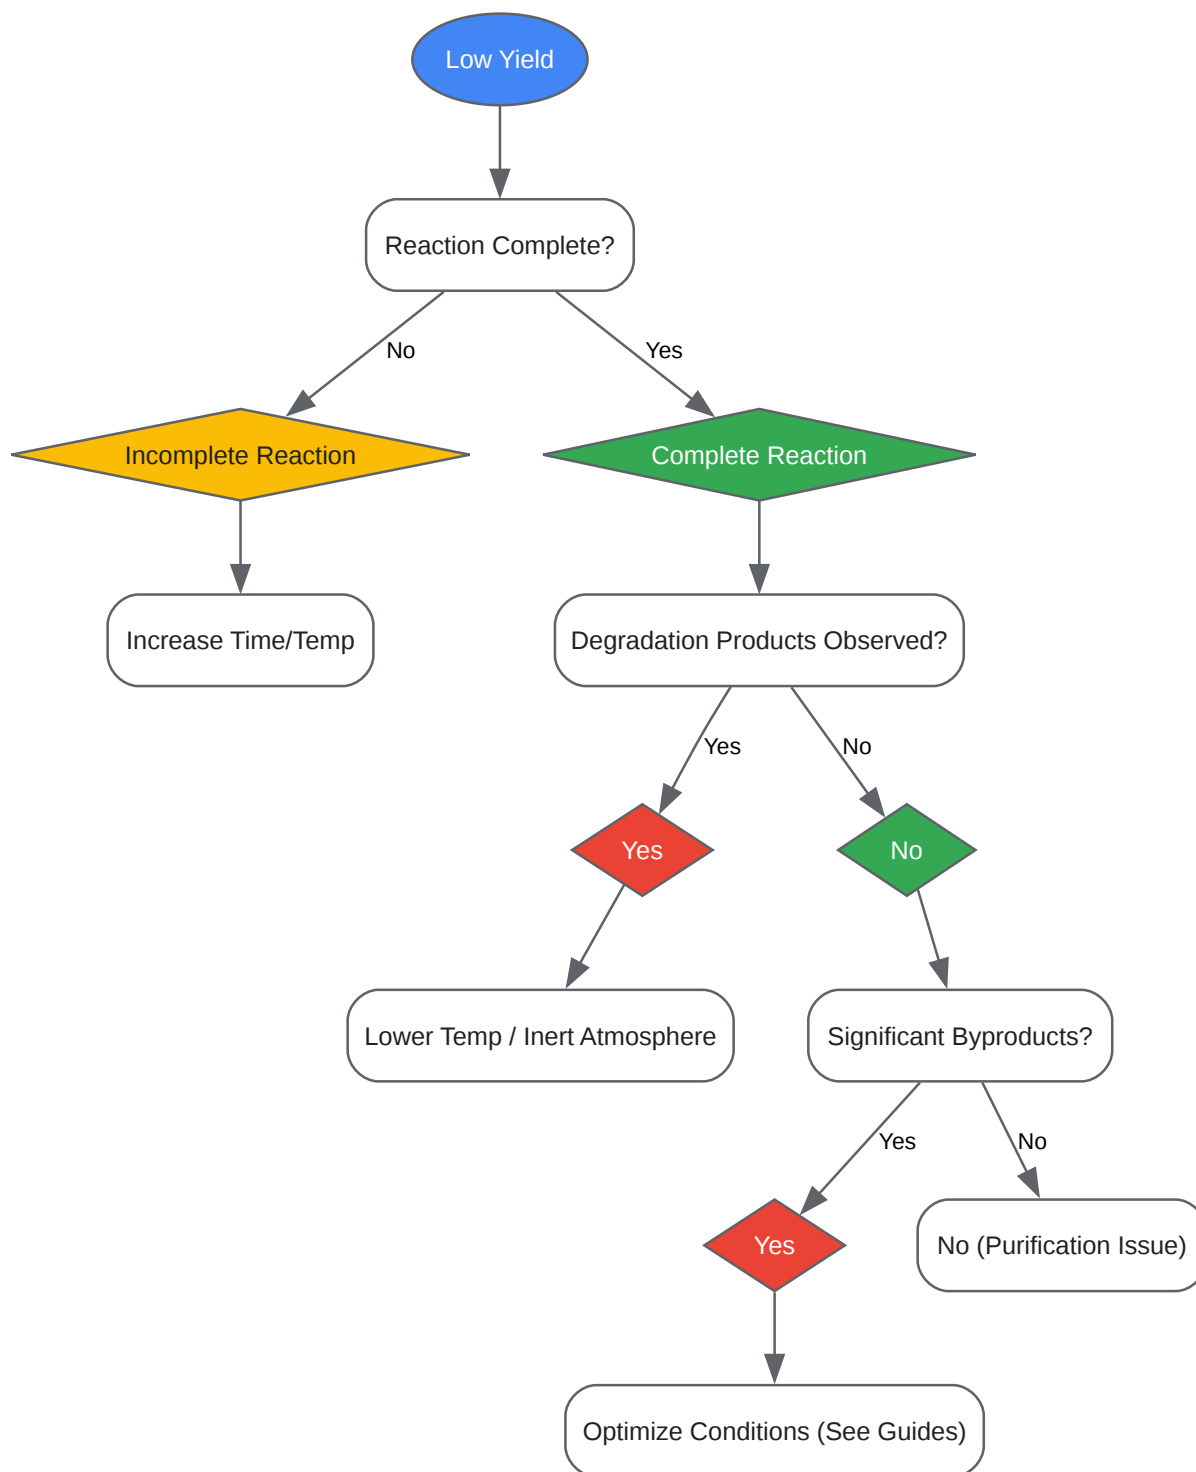 Low Yield
Reaction Complete?
No
Yes
Incomplete Reaction
Complete Reaction
Increase Time/Temp
Degradation Products Observed?
Yes
No
Yes
No
Lower Temp / Inert Atmosphere
Significant Byproducts?
Yes
No
Yes
No (Purification Issue)
Optimize Conditions (See Guides)